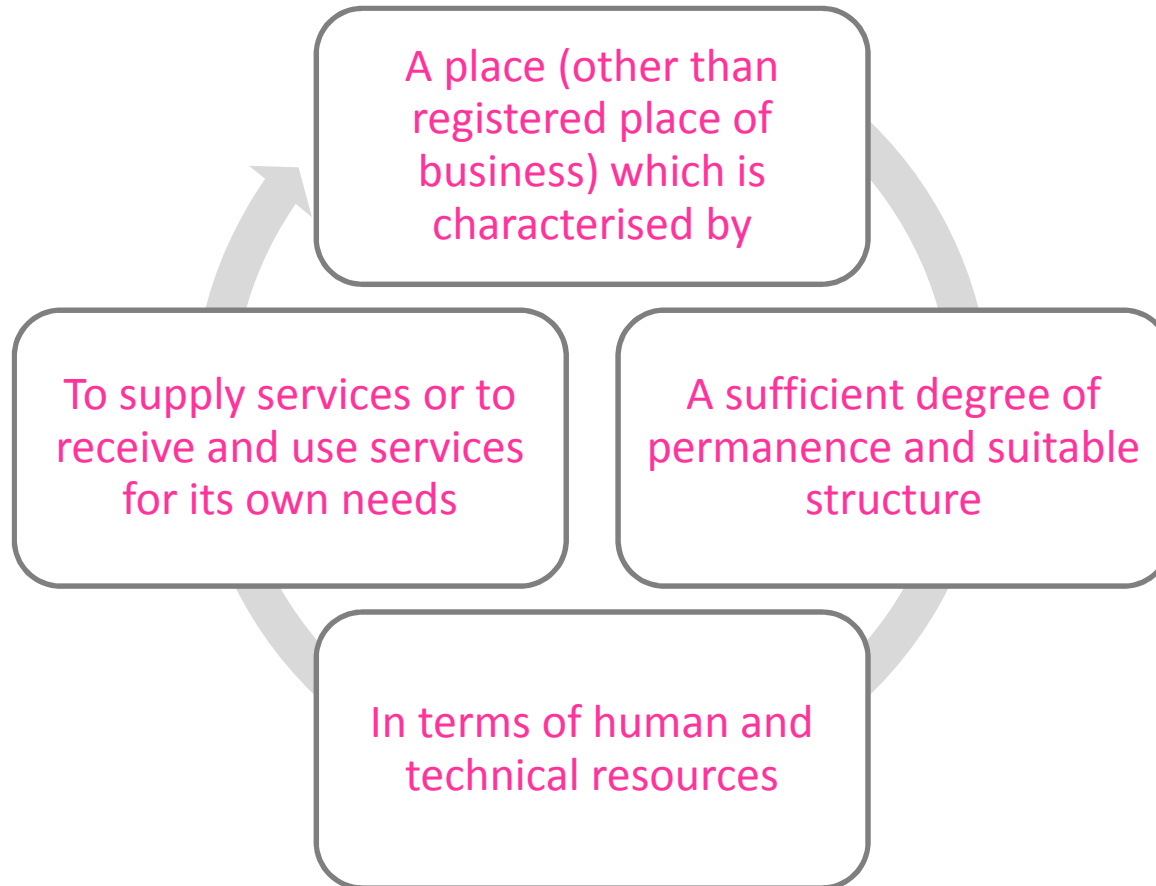 A place (other than
registered place of
business) which is
characterised by
A sufficient degree of
permanence and suitable
structure
In terms of human and
technical resources
To supply services or to
receive and use services
for its own needs